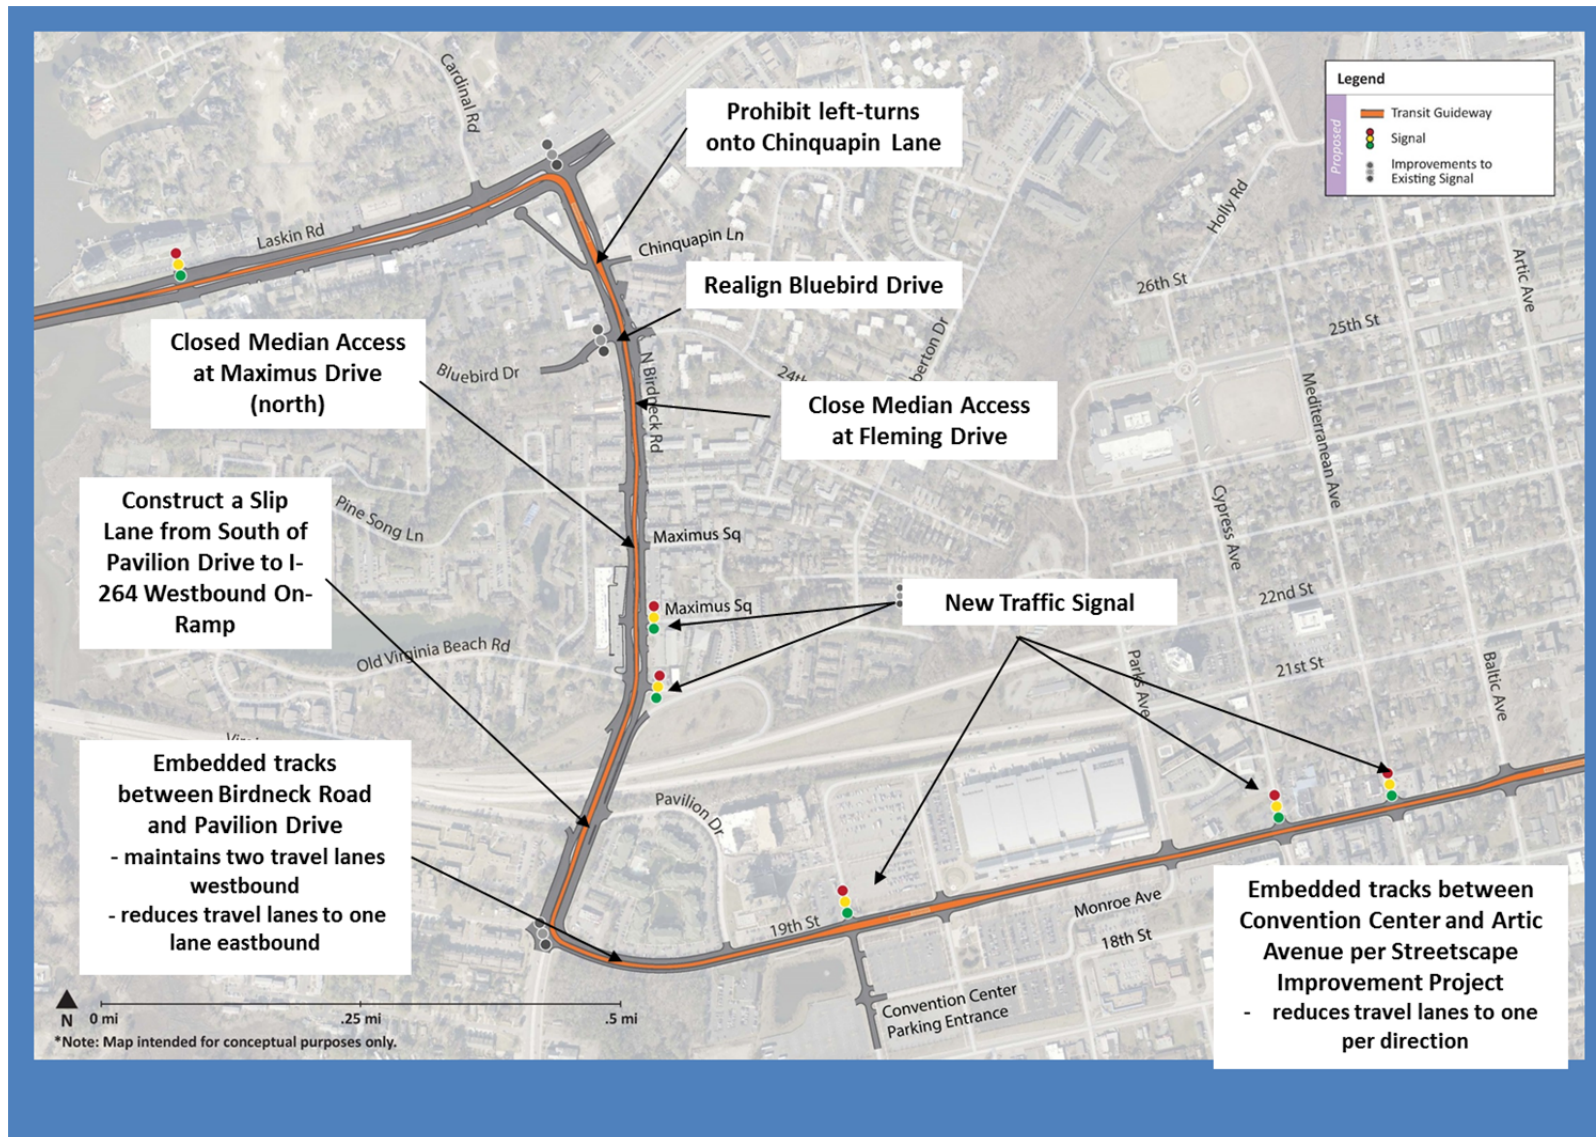 Cardinal Rd
Prohibit left-turns
onto Chinquapin Lane
Legend
Proposed
Transit Guideway
Signal
Improvements to
Existing Signal
Laskin Rd
Chinquapin Ln
Holly Rd
Artic Ave
26th St
25th St
Realign Bluebird Drive
Closed Median Access
at Maximus Drive
(north)
Bluebird Dr
N Birdneck Rd
24th
berton Dr
Close Median Access
at Fleming Drive
Mediterranean Ave
Construct a Slip
Lane from South of
Pavilion Drive to I-
264 Westbound On-
Ramp
Pine Song Ln
Maximus Sq
Cypress Ave
Maximus Sq
New Traffic Signal
22nd St
Old Virginia Beach Rd
Parks Ave
21st St
Baltic Ave
Embedded tracks
between Birdneck Road
and Pavilion Drive
- maintains two travel lanes
westbound
- reduces travel lanes to one
lane eastbound
Pavilion Dr
19th St
Monroe Ave
18th St
Convention Center
Parking Entrance
Embedded tracks between
Convention Center and Artic
Avenue per Streetscape
Improvement Project
- reduces travel lanes to one
per direction
N
0 mi .25 mi .5 mi
*Note: Map intended for conceptual purposes only.